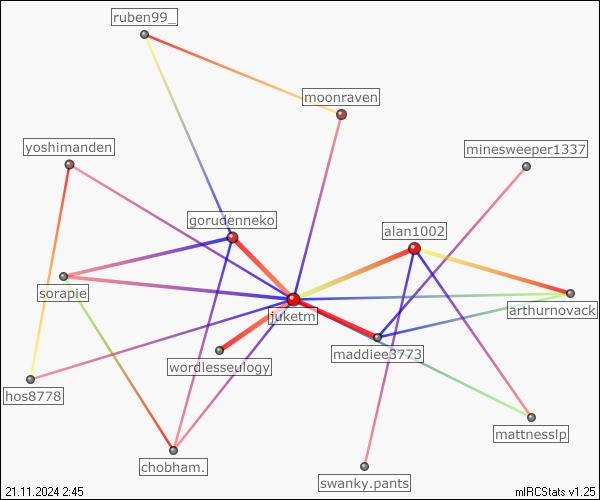 ruben99_
moonraven
yoshimanden
minesweeper1337
gorudenneko
alan1002
sorapie
juketm
arthurnovack
maddiee3773
wordlesseulogy
hos8778
mattnesslp
chobham.
swanky.pants
21.11.2024 2:45
mIRCStats v1.25